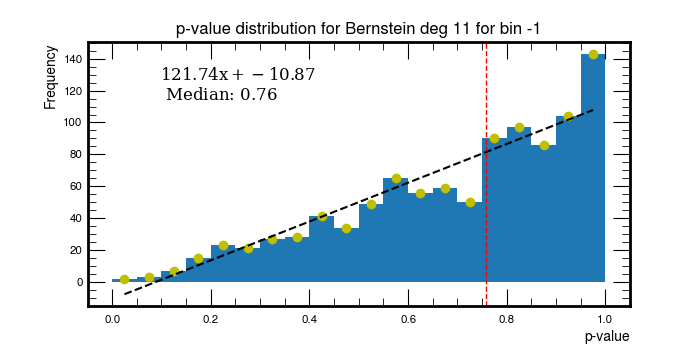 p-value distribution for Bernstein deg 11 for bin -1
Frequency
121.74x + −10.87
Median: 0.76
140
120
100
80
60
40
20
0
0.0 0.2 0.4 0.6 0.8 1.0
p-value